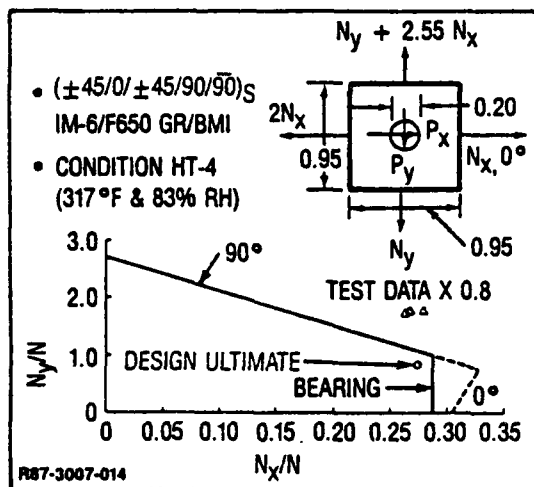 • (±45/0/±45/90/9̅0̅)S
IM-6/F650 GR/BMI
• CONDITION HT-4
(317°F & 83% RH)
Ny + 2.55 Nx
0.20
2Nx
Px
0.95
Py
Nx, 0°
Ny
0.95
TEST DATA X 0.8
3.0
90°
2.0
Ny/N
DESIGN ULTIMATE
1.0
BEARING
0°
0
0 0.05 0.10 0.15 0.20 0.25 0.30 0.35
Nx/N
R87-3007-014